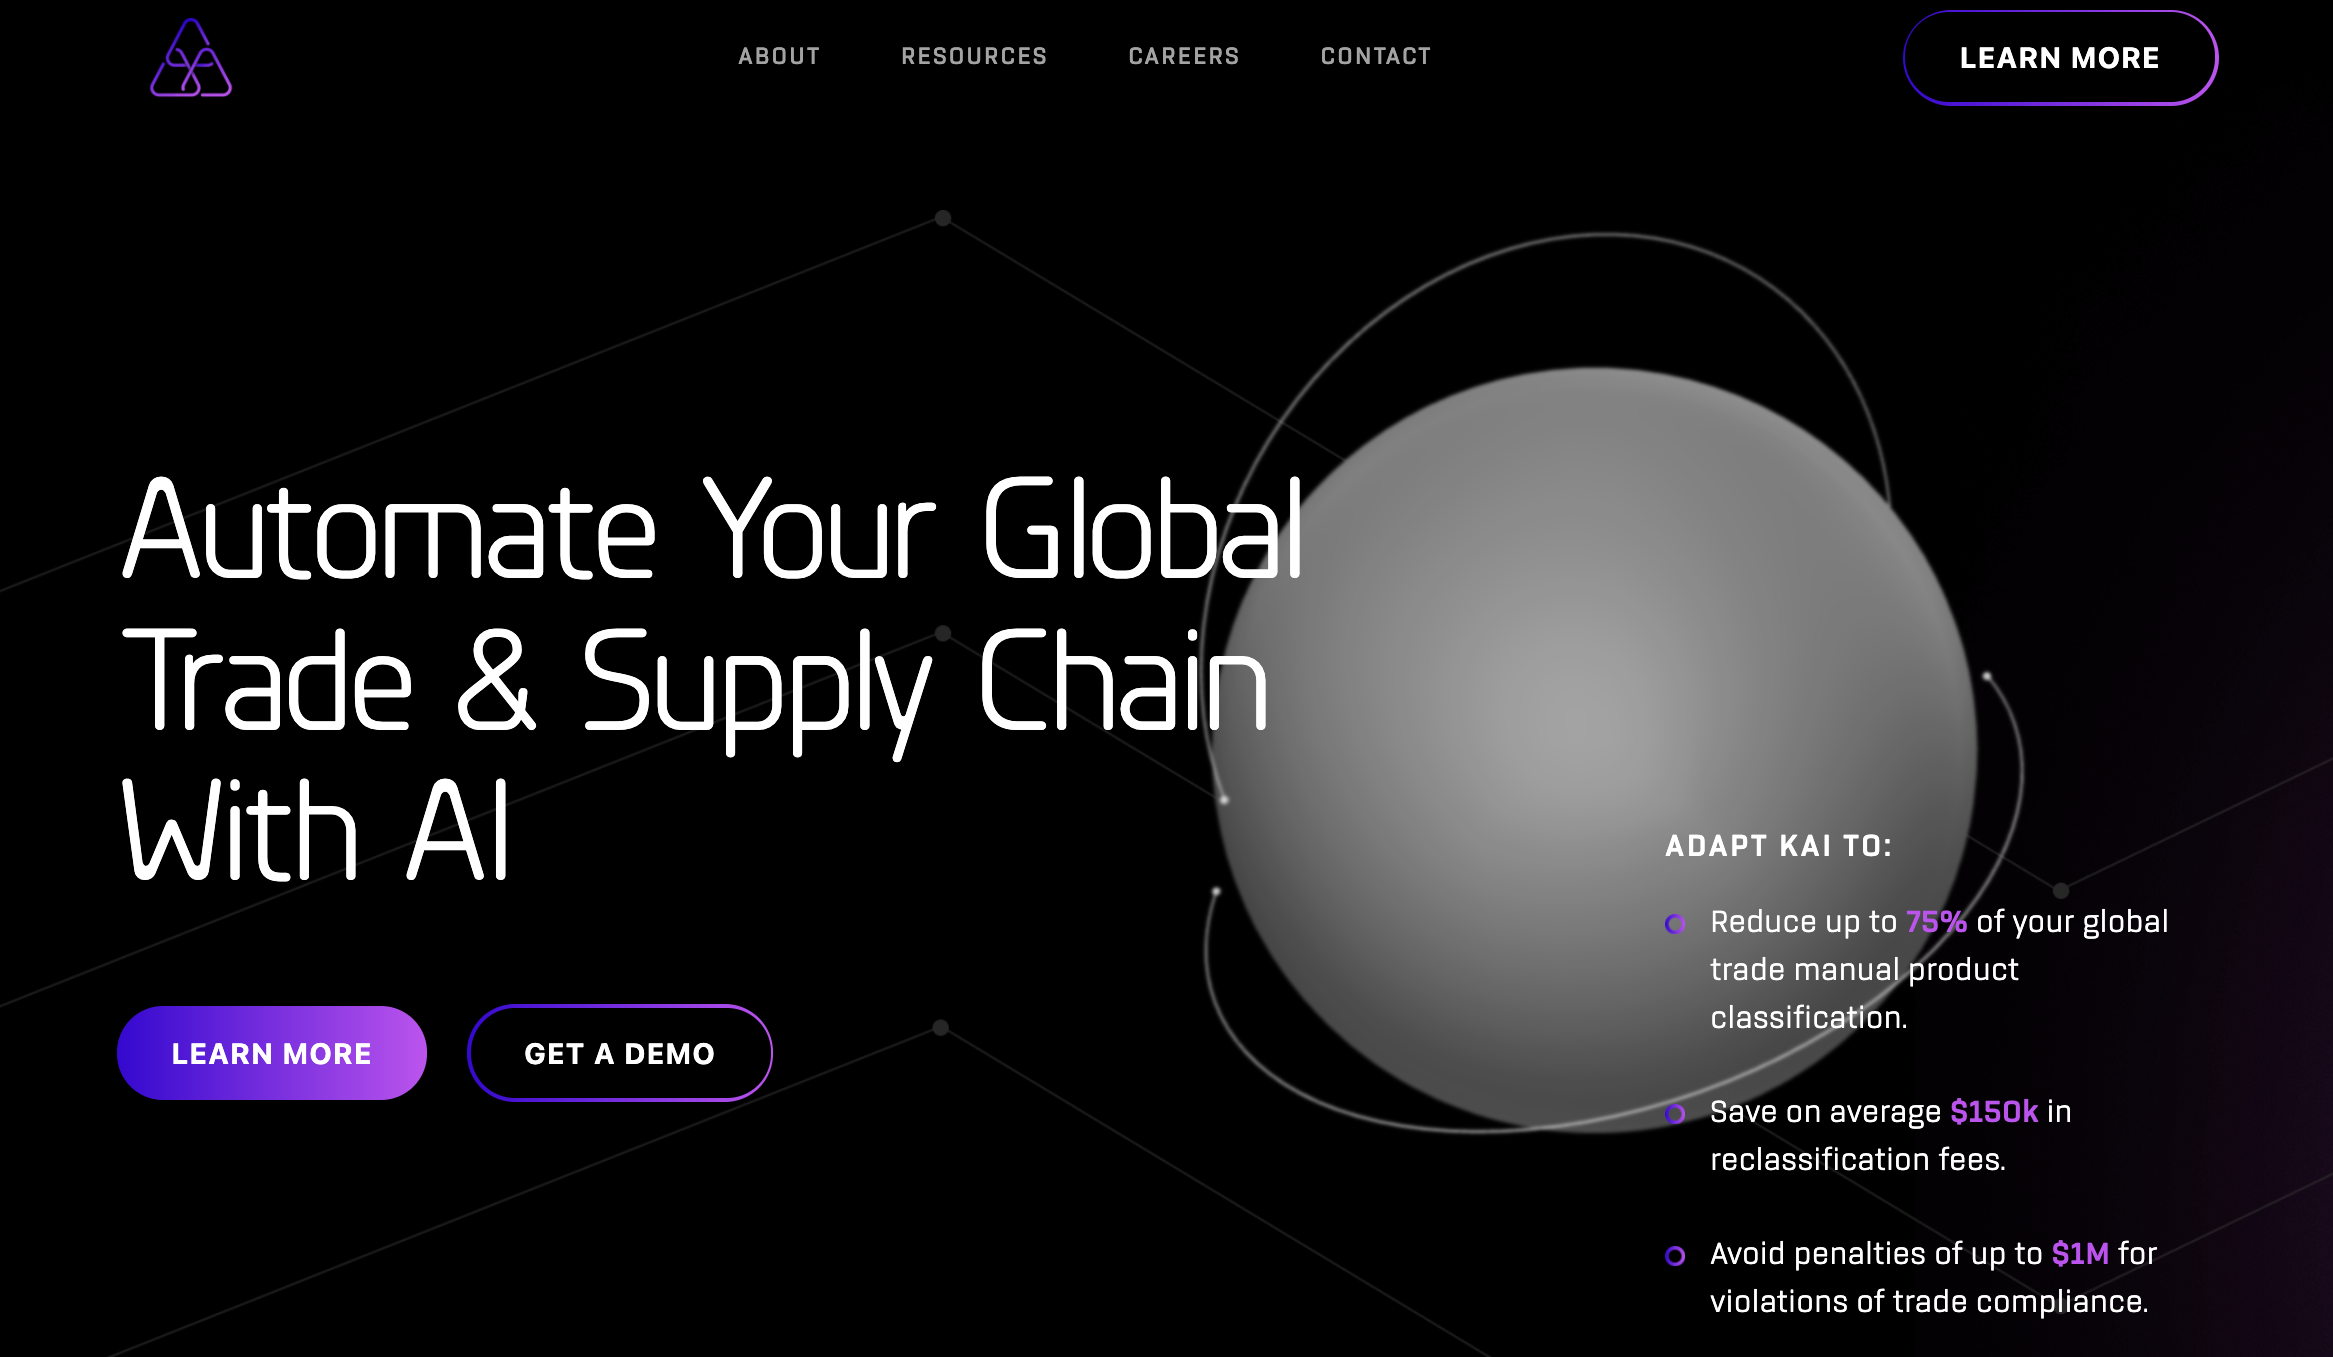 ABOUT RESOURCES CAREERS CONTACT LEARN MORE
Automate Your Global
Trade & Supply Chain
With AI
LEARN MORE GET A DEMO
ADAPT KAI TO:
Reduce up to 75% of your global
trade manual product
classification.
Save on average $150k in
reclassification fees.
Avoid penalties of up to $1M for
violations of trade compliance.